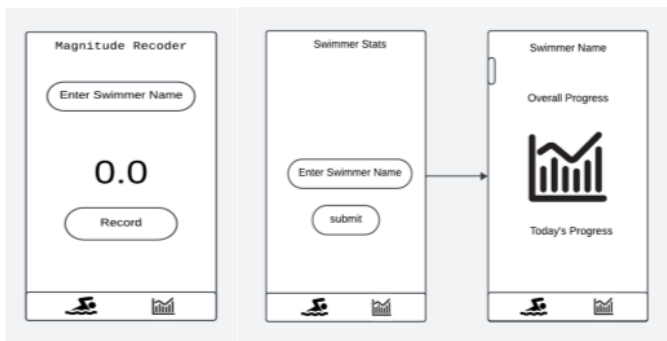 Magnitude Recoder
Enter Swimmer Name
0.0
Record
Swimmer Stats
Enter Swimmer Name
submit
Swimmer Name
Overall Progress
Today's Progress